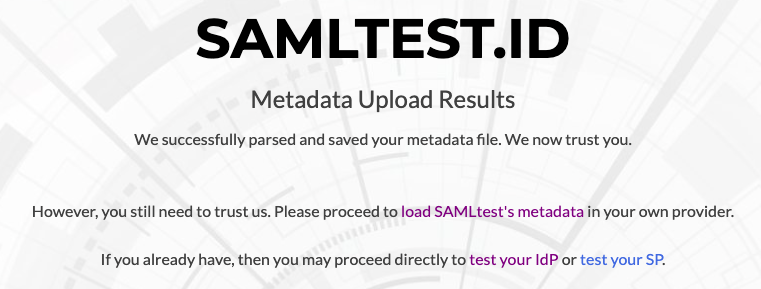 SAMLTEST.ID
Metadata Upload Results
We successfully parsed and saved your metadata file. We now trust you.
However, you still need to trust us. Please proceed to load SAMLtest's metadata in your own provider.
If you already have, then you may proceed directly to test your IdP or test your SP.